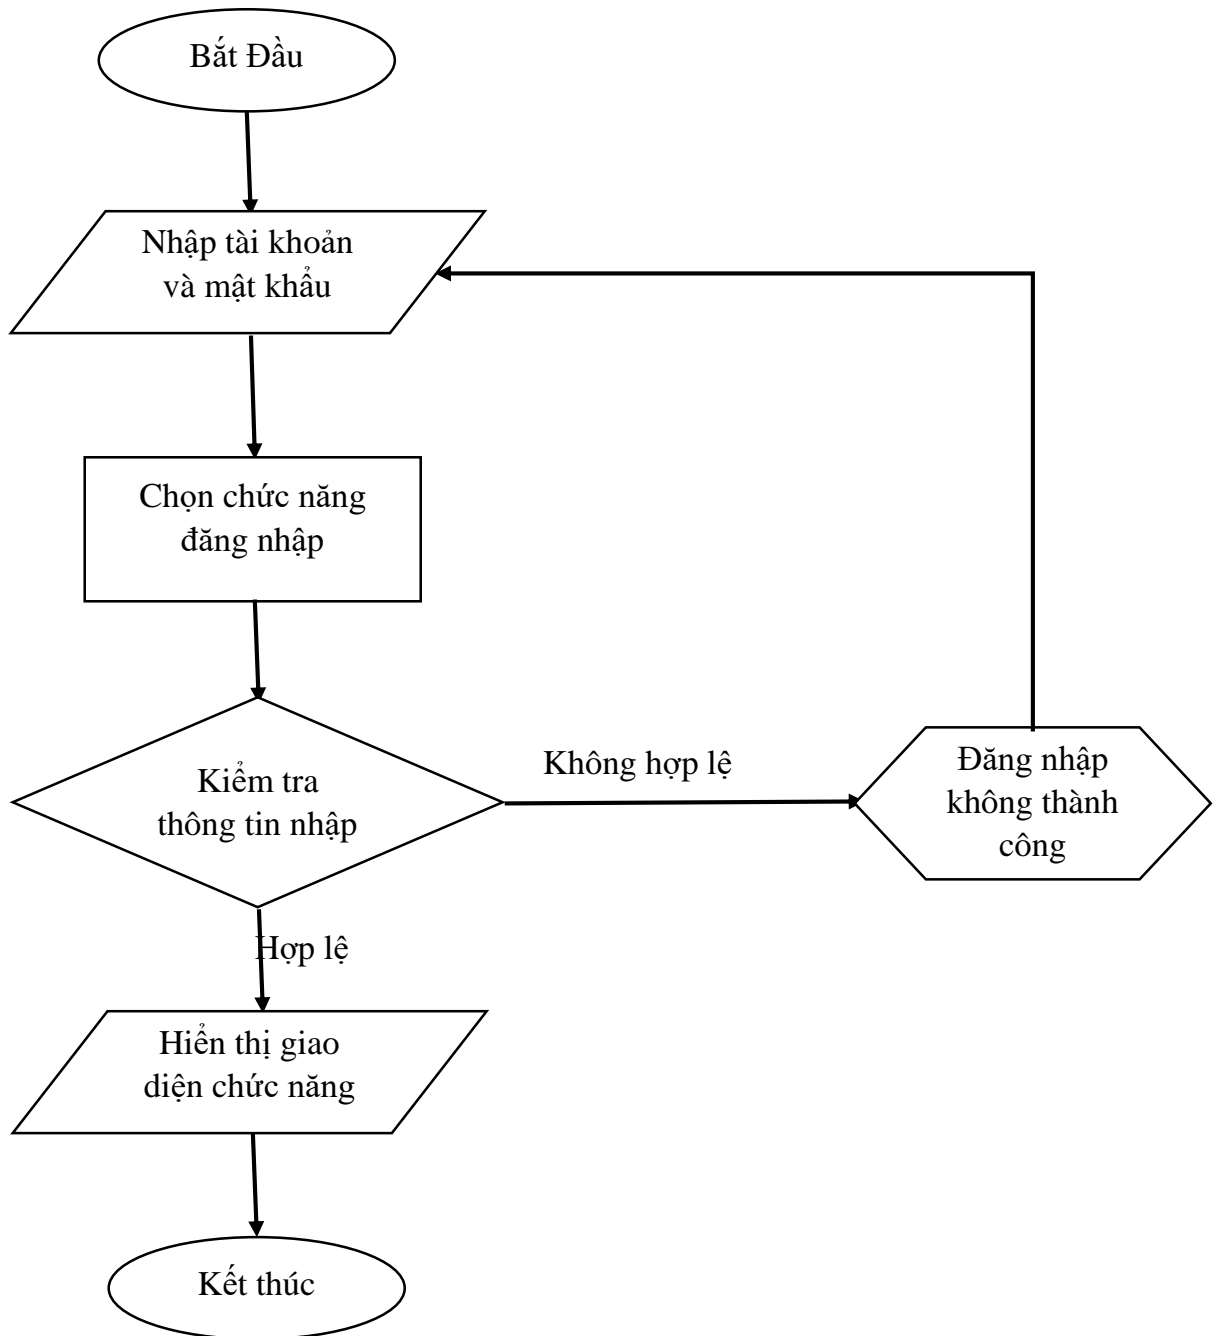 Bắt Đầu
Nhập tài khoản
và mật khẩu
Chọn chức năng
đăng nhập
Kiểm tra
thông tin nhập
Không hợp lệ
Đăng nhập
không thành
công
Hợp lệ
Hiển thị giao
diện chức năng
Kết thúc